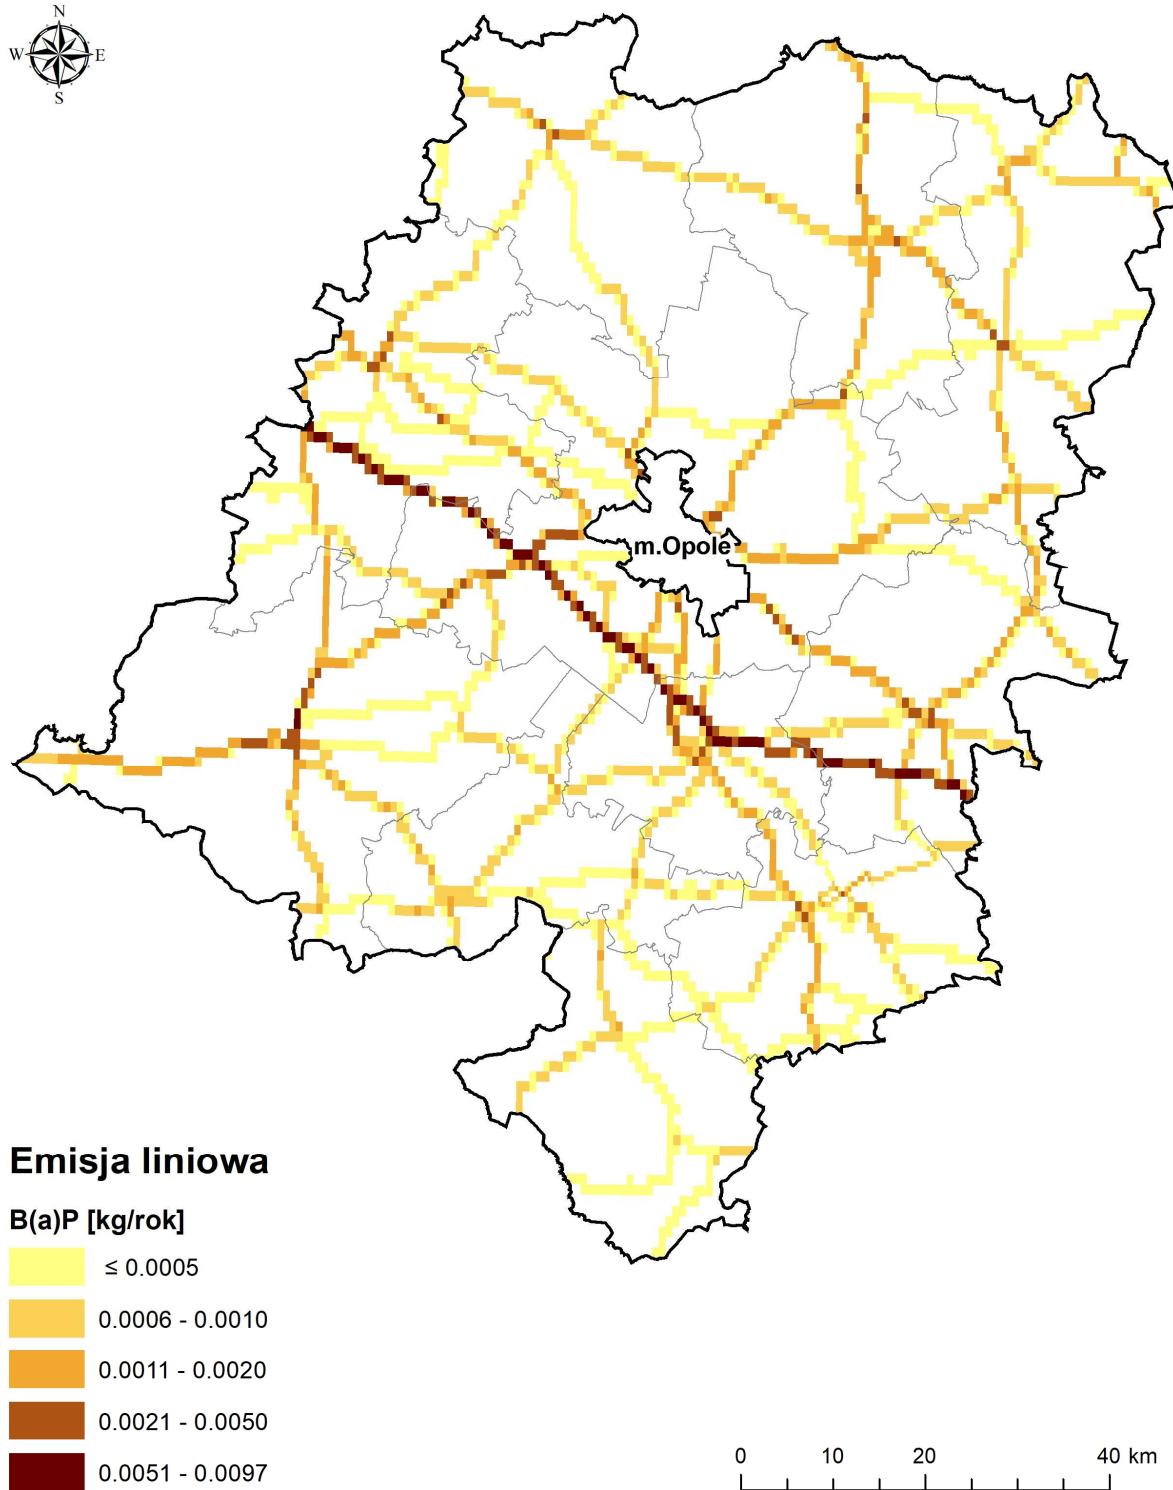 N
W E
S
m.Opole
Emisja liniowa
B(a)P [kg/rok]
≤ 0.0005
0.0006 - 0.0010
0.0011 - 0.0020
0.0021 - 0.0050
0.0051 - 0.0097
0 10 20 40 km